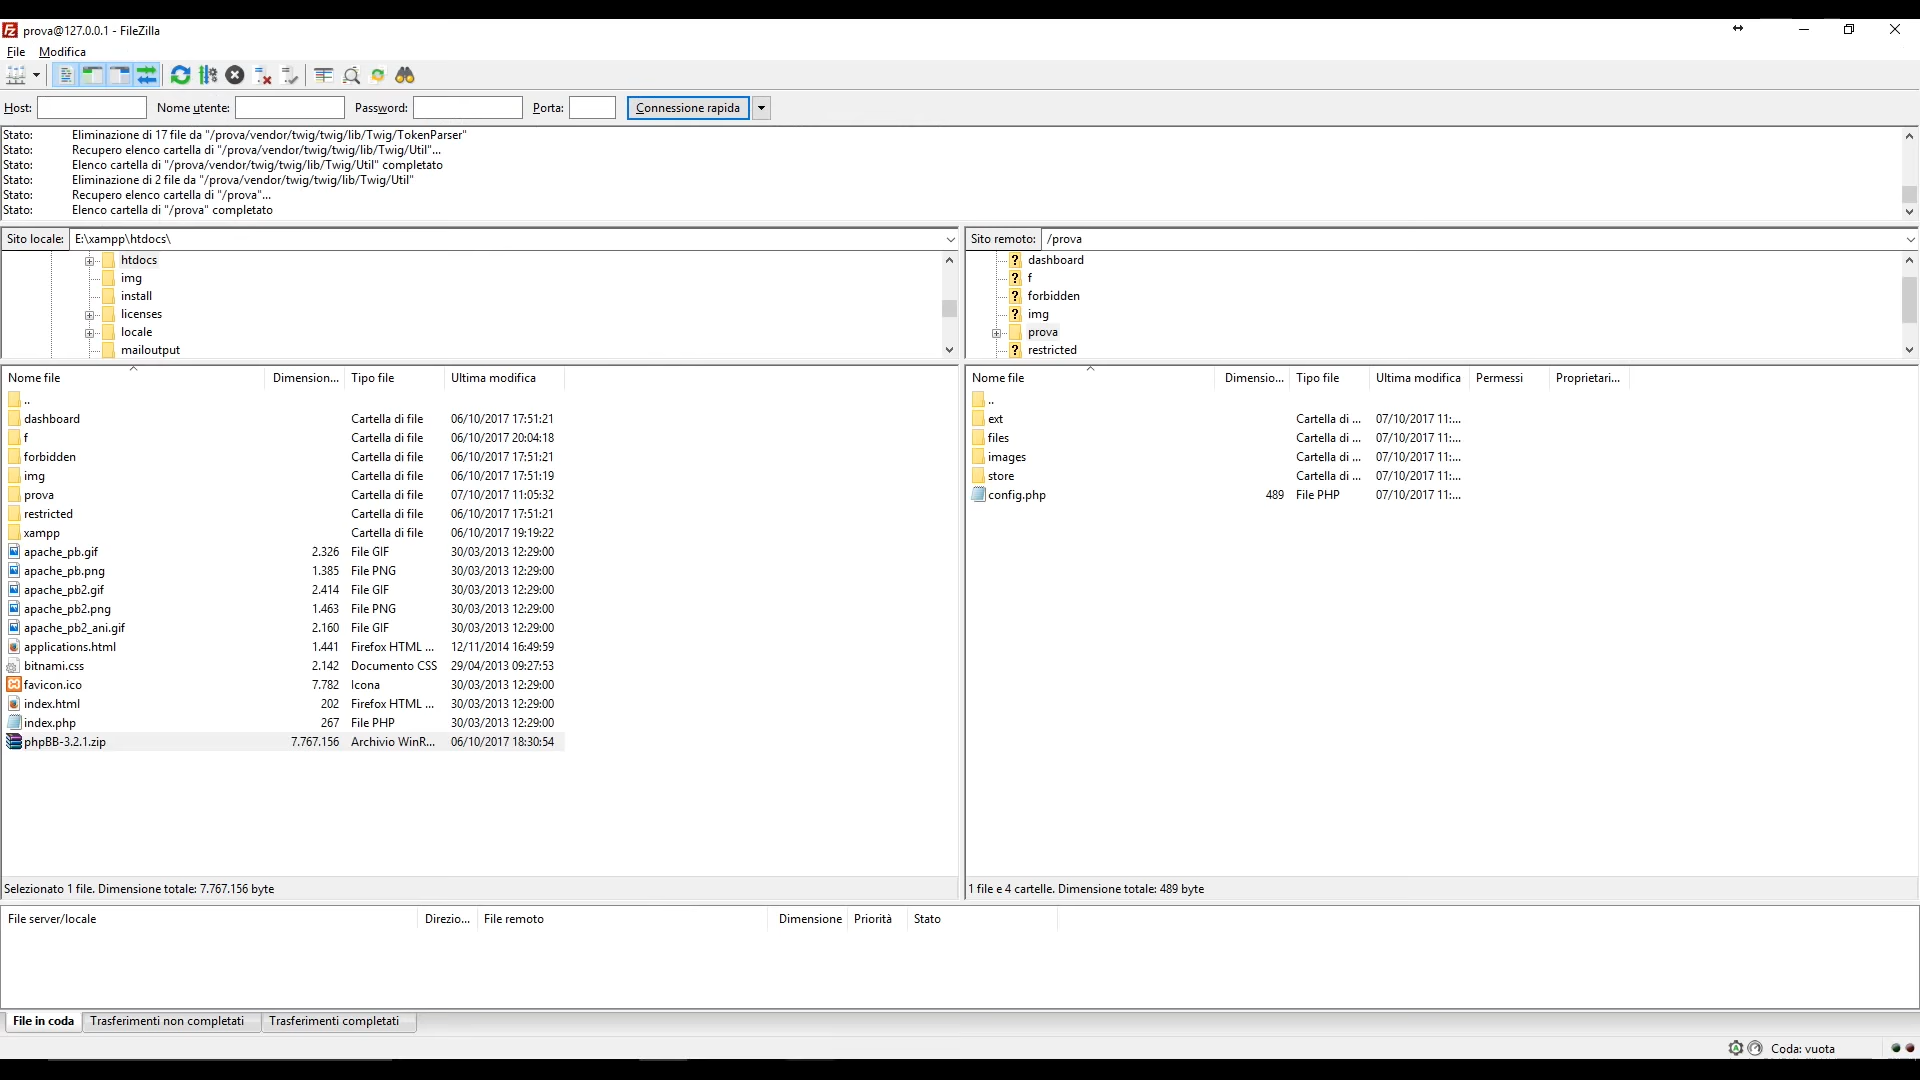 prova@127.0.0.1 - FileZilla
File Modifica
Host: Nome utente: Password: Porta: Connessione rapida
Stato: Eliminazione di 17 file da "/prova/vendor/twig/twig/lib/Twig/TokenParser"
Stato: Recupero elenco cartella di "/prova/vendor/twig/twig/lib/Twig/Util"...
Stato: Elenco cartella di "/prova/vendor/twig/twig/lib/Twig/Util" completato
Stato: Eliminazione di 2 file da "/prova/vendor/twig/twig/lib/Twig/Util"
Stato: Recupero elenco cartella di "/prova"...
Stato: Elenco cartella di "/prova" completato
Sito locale: E:\xampp\htdocs\
htdocs
img
install
licenses
locale
mailoutput
Sito remoto: /prova
dashboard
f
forbidden
img
prova
restricted
Nome file Dimension... Tipo file Ultima modifica
..
dashboard Cartella di file 06/10/2017 17:51:21
f Cartella di file 06/10/2017 20:04:18
forbidden Cartella di file 06/10/2017 17:51:21
img Cartella di file 06/10/2017 17:51:19
prova Cartella di file 07/10/2017 11:05:32
restricted Cartella di file 06/10/2017 17:51:21
xampp Cartella di file 06/10/2017 19:19:22
apache_pb.gif 2.326 File GIF 30/03/2013 12:29:00
apache_pb.png 1.385 File PNG 30/03/2013 12:29:00
apache_pb2.gif 2.414 File GIF 30/03/2013 12:29:00
apache_pb2.png 1.463 File PNG 30/03/2013 12:29:00
apache_pb2_ani.gif 2.160 File GIF 30/03/2013 12:29:00
applications.html 1.441 Firefox HTML ... 12/11/2014 16:49:59
bitnami.css 2.142 Documento CSS 29/04/2013 09:27:53
favicon.ico 7.782 Icona 30/03/2013 12:29:00
index.html 202 Firefox HTML ... 30/03/2013 12:29:00
index.php 267 File PHP 30/03/2013 12:29:00
phpBB-3.2.1.zip 7.767.156 Archivio WinR... 06/10/2017 18:30:54
Selezionato 1 file. Dimensione totale: 7.767.156 byte
Nome file Dimensio... Tipo file Ultima modifica Permessi Proprietari...
..
ext Cartella di ... 07/10/2017 11:...
files Cartella di ... 07/10/2017 11:...
images Cartella di ... 07/10/2017 11:...
store Cartella di ... 07/10/2017 11:...
config.php 489 File PHP 07/10/2017 11:...
1 file e 4 cartelle. Dimensione totale: 489 byte
File server/locale Direzio... File remoto Dimensione Priorità Stato
File in coda Trasferimenti non completati Trasferimenti completati
Coda: vuota